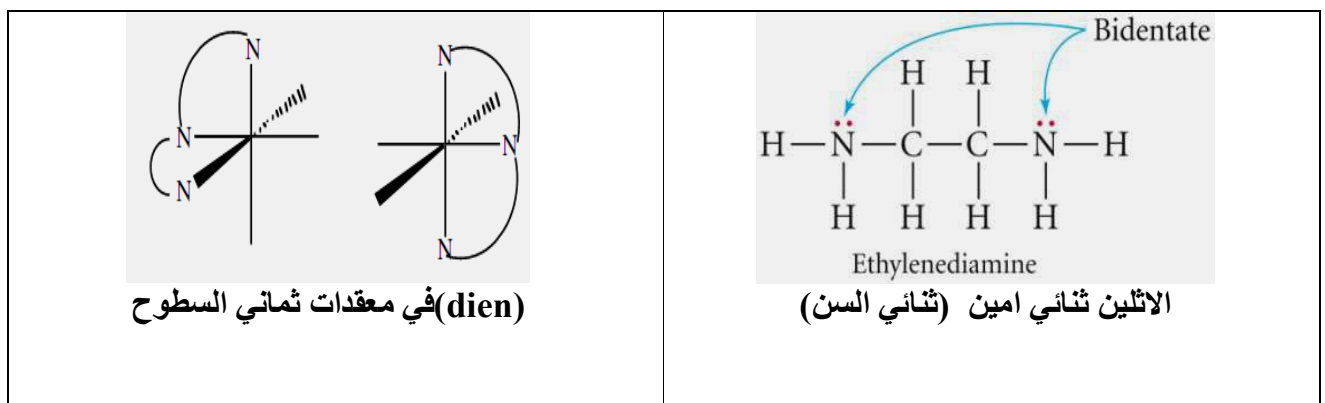 Bidentate
H H
H—N—C—C—N—H
H H H H
Ethylenediamine
الاثلين ثنائي امين (ثنائي السن)
N N
N N
N N
(dien)في معقدات ثماني السطوح